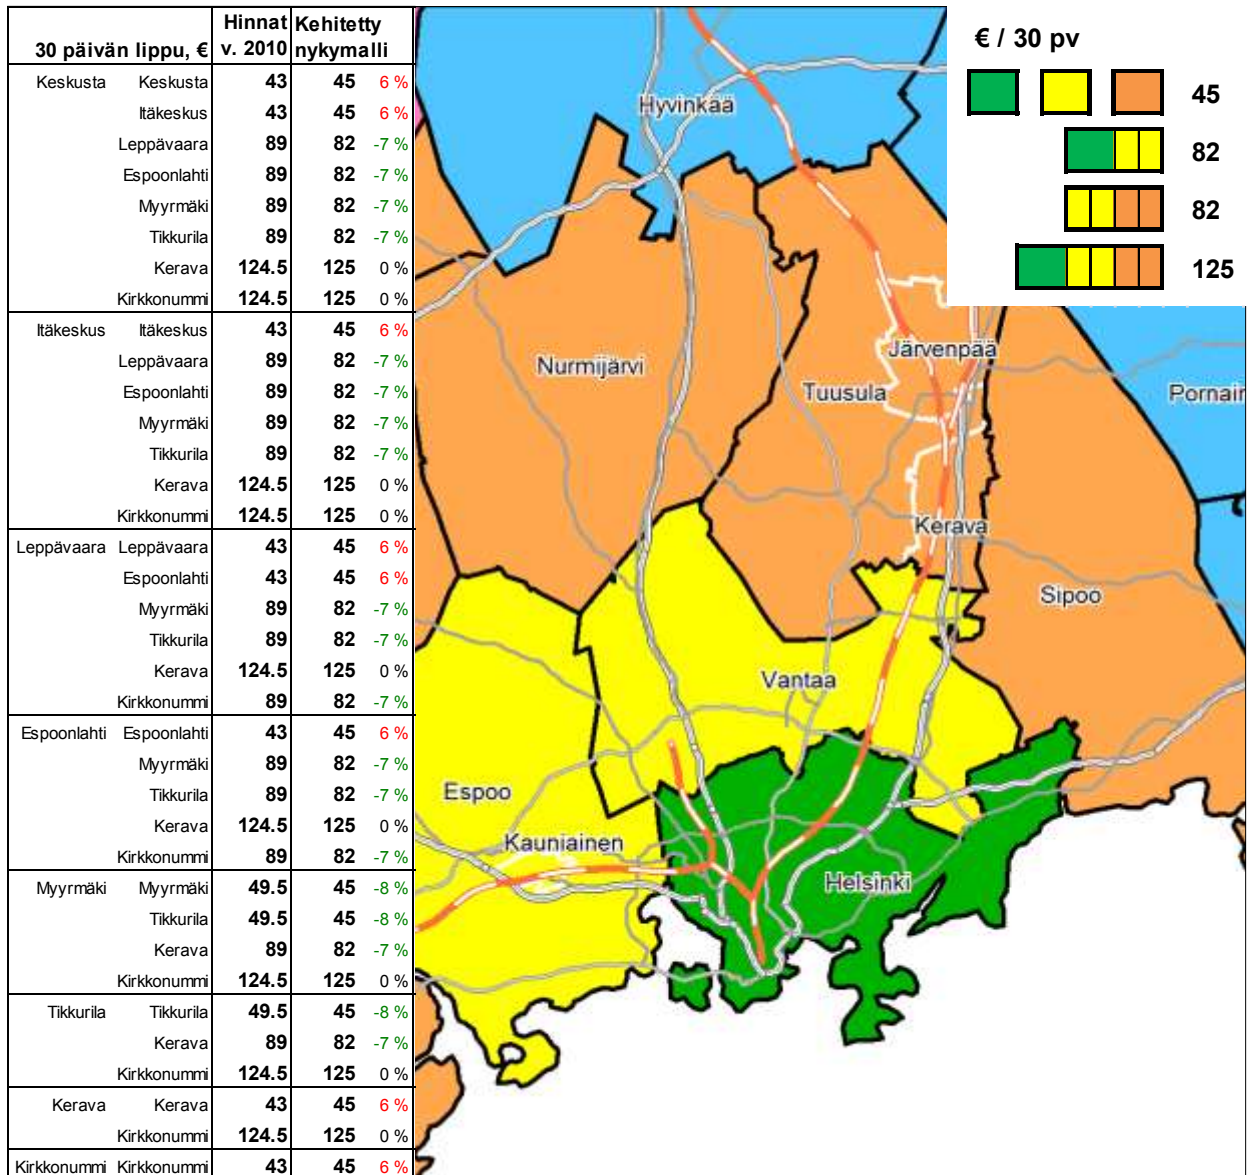 30 päivän lippu, € Hinnat v. 2010 Kehitetty nykymalli
Keskusta Keskusta 43 45 6 %
Itäkeskus 43 45 6 %
Leppävaara 89 82 -7 %
Espoonlahti 89 82 -7 %
Myyrmäki 89 82 -7 %
Tikkurila 89 82 -7 %
Kerava 124.5 125 0 %
Kirkkonummi 124.5 125 0 %
Itäkeskus Itäkeskus 43 45 6 %
Leppävaara 89 82 -7 %
Espoonlahti 89 82 -7 %
Myyrmäki 89 82 -7 %
Tikkurila 89 82 -7 %
Kerava 124.5 125 0 %
Kirkkonummi 124.5 125 0 %
Leppävaara Leppävaara 43 45 6 %
Espoonlahti 43 45 6 %
Myyrmäki 89 82 -7 %
Tikkurila 89 82 -7 %
Kerava 124.5 125 0 %
Kirkkonummi 89 82 -7 %
Espoonlahti Espoonlahti 43 45 6 %
Myyrmäki 89 82 -7 %
Tikkurila 89 82 -7 %
Kerava 124.5 125 0 %
Kirkkonummi 89 82 -7 %
Myyrmäki Myyrmäki 49.5 45 -8 %
Tikkurila 49.5 45 -8 %
Kerava 89 82 -7 %
Kirkkonummi 124.5 125 0 %
Tikkurila Tikkurila 49.5 45 -8 %
Kerava 89 82 -7 %
Kirkkonummi 124.5 125 0 %
Kerava Kerava 43 45 6 %
Kirkkonummi 124.5 125 0 %
Kirkkonummi Kirkkonummi 43 45 6 %
€ / 30 pv
45
82
82
125
Hyvinkää
Nurmijärvi
Järvenpää
Tuusula
Pornair
Kerava
Sipoo
Vantaa
Espoo
Kauniainen
Helsinki